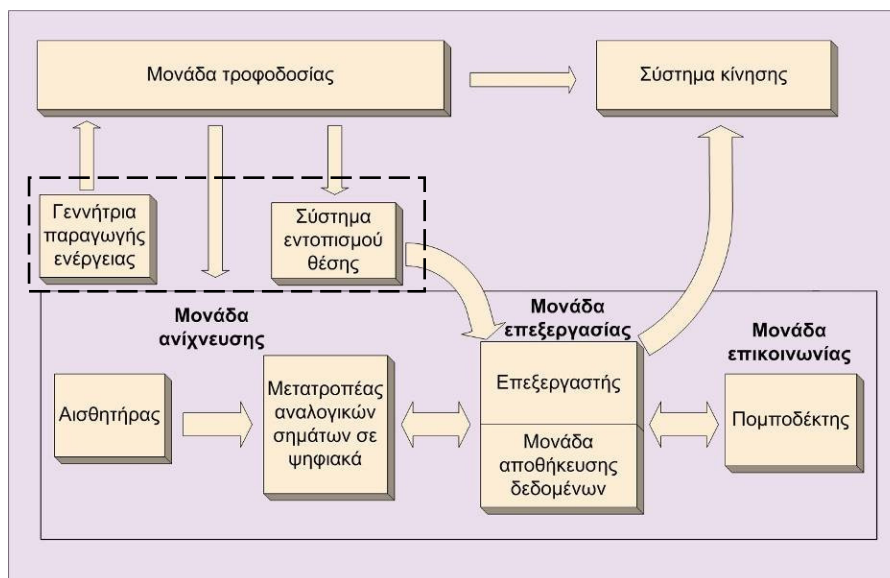 Μονάδα τροφοδοσίας
Σύστημα κίνησης
Γεννήτρια
παραγωγής
ενέργειας
Σύστημα
εντοπισμού
θέσης
Μονάδα
ανίχνευσης
Μονάδα
επεξεργασίας
Μονάδα
επικοινωνίας
Αισθητήρας
Μετατροπέας
αναλογικών
σημάτων σε
ψηφιακά
Επεξεργαστής
Μονάδα
αποθήκευσης
δεδομένων
Πομποδέκτης